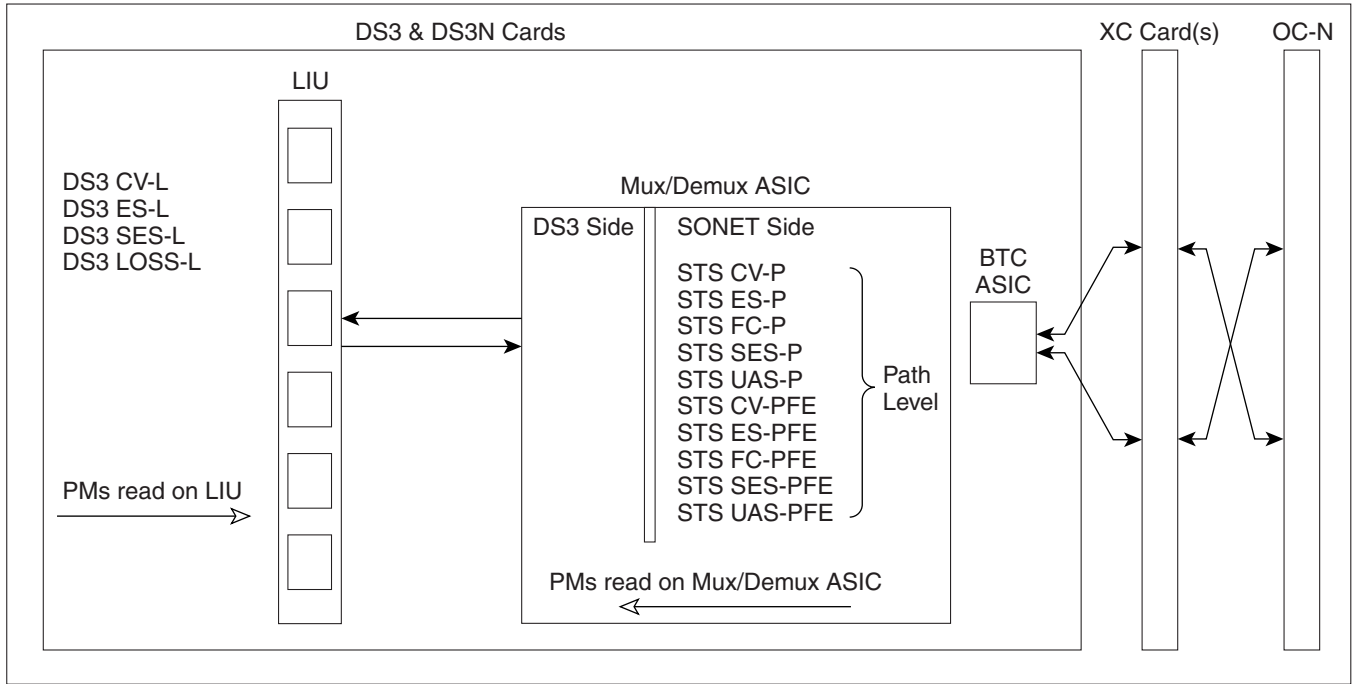 DS3 & DS3N Cards
XC Card(s)
OC-N
LIU
DS3 CV-L
DS3 ES-L
DS3 SES-L
DS3 LOSS-L
Mux/Demux ASIC
DS3 Side
SONET Side
STS CV-P
STS ES-P
STS FC-P
STS SES-P
STS UAS-P
STS CV-PFE
STS ES-PFE
STS FC-PFE
STS SES-PFE
STS UAS-PFE
Path
Level
BTC
ASIC
PMs read on LIU
PMs read on Mux/Demux ASIC